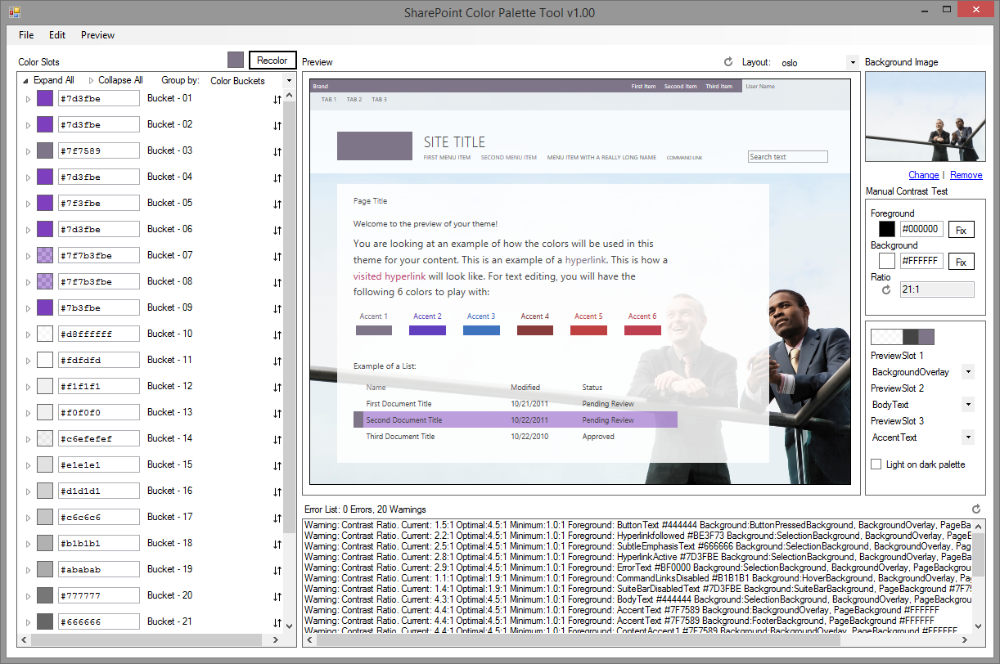 SharePoint Color Palette Tool v1.00
File Edit Preview
Color Slots
Recolor
Expand All Collapse All Group by: Color Buckets
#7d3fbe Bucket - 01
#7d3fbe Bucket - 02
#7f7589 Bucket - 03
#7d3fbe Bucket - 04
#7f3fbe Bucket - 05
#7d3fbe Bucket - 06
#7f7b3fbe Bucket - 07
#7f7b3fbe Bucket - 08
#7b3fbe Bucket - 09
#d8ffffff Bucket - 10
#fdfdfd Bucket - 11
#f1f1f1 Bucket - 12
#f0f0f0 Bucket - 13
#c6efefef Bucket - 14
#e1e1e1 Bucket - 15
#d1d1d1 Bucket - 16
#c6c6c6 Bucket - 17
#b1b1b1 Bucket - 18
#ababab Bucket - 19
#777777 Bucket - 20
#666666 Bucket - 21
Preview
Layout: oslo
Brand First Item Second Item Third Item User Name
TAB 1 TAB 2 TAB 3
SITE TITLE
FIRST MENU ITEM SECOND MENU ITEM MENU ITEM WITH A REALLY LONG NAME COMMAND LINK
Search text
Page Title
Welcome to the preview of your theme!
You are looking at an example of how the colors will be used in this
theme for your content. This is an example of a hyperlink. This is how a
visited hyperlink will look like. For text editing, you will have the
following 6 colors to play with:
Accent 1 Accent 2 Accent 3 Accent 4 Accent 5 Accent 6
Example of a List:
Name Modified Status
First Document Title 10/21/2011 Pending Review
Second Document Title 10/22/2011 Pending Review
Third Document Title 10/22/2010 Approved
Background Image
Change | Remove
Manual Contrast Test
Foreground
#000000 Fix
Background
#FFFFFF Fix
Ratio
21:1
PreviewSlot 1
BackgroundOverlay
PreviewSlot 2
BodyText
PreviewSlot 3
AccentText
Light on dark palette
Error List: 0 Errors, 20 Warnings
Warning: Contrast Ratio. Current: 1.5:1 Optimal:4.5:1 Minimum:1.0:1 Foreground: ButtonText #444444 Background:ButtonPressedBackground, BackgroundOverlay, PageBa
Warning: Contrast Ratio. Current: 2.2:1 Optimal:4.5:1 Minimum:1.0:1 Foreground: Hyperlinkfollowed #BE3F73 Background:SelectionBackground, BackgroundOverlay, PageE
Warning: Contrast Ratio. Current: 2.5:1 Optimal:4.5:1 Minimum:1.0:1 Foreground: SubtleEmphasisText #666666 Background:SelectionBackground, BackgroundOverlay, Pag
Warning: Contrast Ratio. Current: 2.8:1 Optimal:4.5:1 Minimum:1.0:1 Foreground: HyperlinkActive #7D3FBE Background:SelectionBackground, BackgroundOverlay, PageBa
Warning: Contrast Ratio. Current: 2.9:1 Optimal:4.5:1 Minimum:1.0:1 Foreground: ErrorText #BF0000 Background:SelectionBackground, BackgroundOverlay, PageBackgrou
Warning: Contrast Ratio. Current: 1.1:1 Optimal:1.9:1 Minimum:1.0:1 Foreground: CommandLinksDisabled #B1B1B1 Background:HoverBackground, BackgroundOverlay, Pa
Warning: Contrast Ratio. Current: 1.4:1 Optimal:1.9:1 Minimum:1.0:1 Foreground: SuiteBarDisabledText #7D3FBE Background:SuiteBarBackground, PageBackground #7F75
Warning: Contrast Ratio. Current: 4.3:1 Optimal:4.5:1 Minimum:1.0:1 Foreground: BodyText #444444 Background:SelectionBackground, BackgroundOverlay, PageBackgroun
Warning: Contrast Ratio. Current: 4.4:1 Optimal:4.5:1 Minimum:1.0:1 Foreground: AccentText #7F7589 Background:BackgroundOverlay, PageBackground #FFFFFF
Warning: Contrast Ratio. Current: 4.4:1 Optimal:4.5:1 Minimum:1.0:1 Foreground: AccentText #7F7589 Background:FooterBackground, PageBackground #FFFFFF
Warning: Contrast Ratio. Current: 4.4:1 Optimal:4.5:1 Minimum:1.0:1 Foreground: ContentAccent1 #7F7589 Background:BackgroundOverlay, PageBackground #FFFFFF